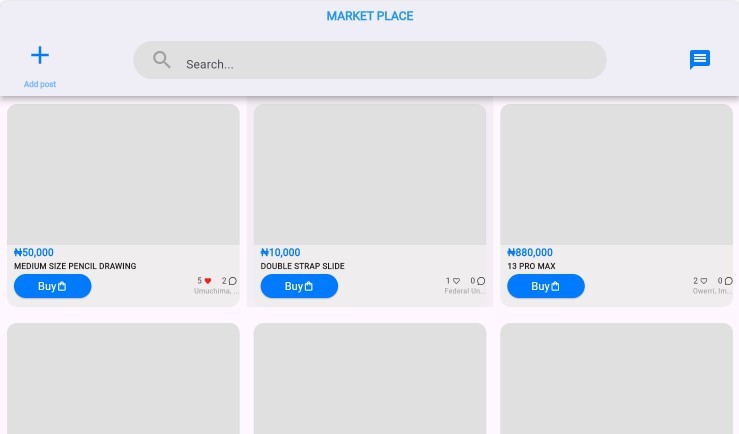 MARKET PLACE
Search...
Add post
₦50,000
MEDIUM SIZE PENCIL DRAWING
Buy
5 2
Umuchima, ...
₦10,000
DOUBLE STRAP SLIDE
Buy
1 0
Federal Un...
₦880,000
13 PRO MAX
Buy
2 0
Owerri, Im...